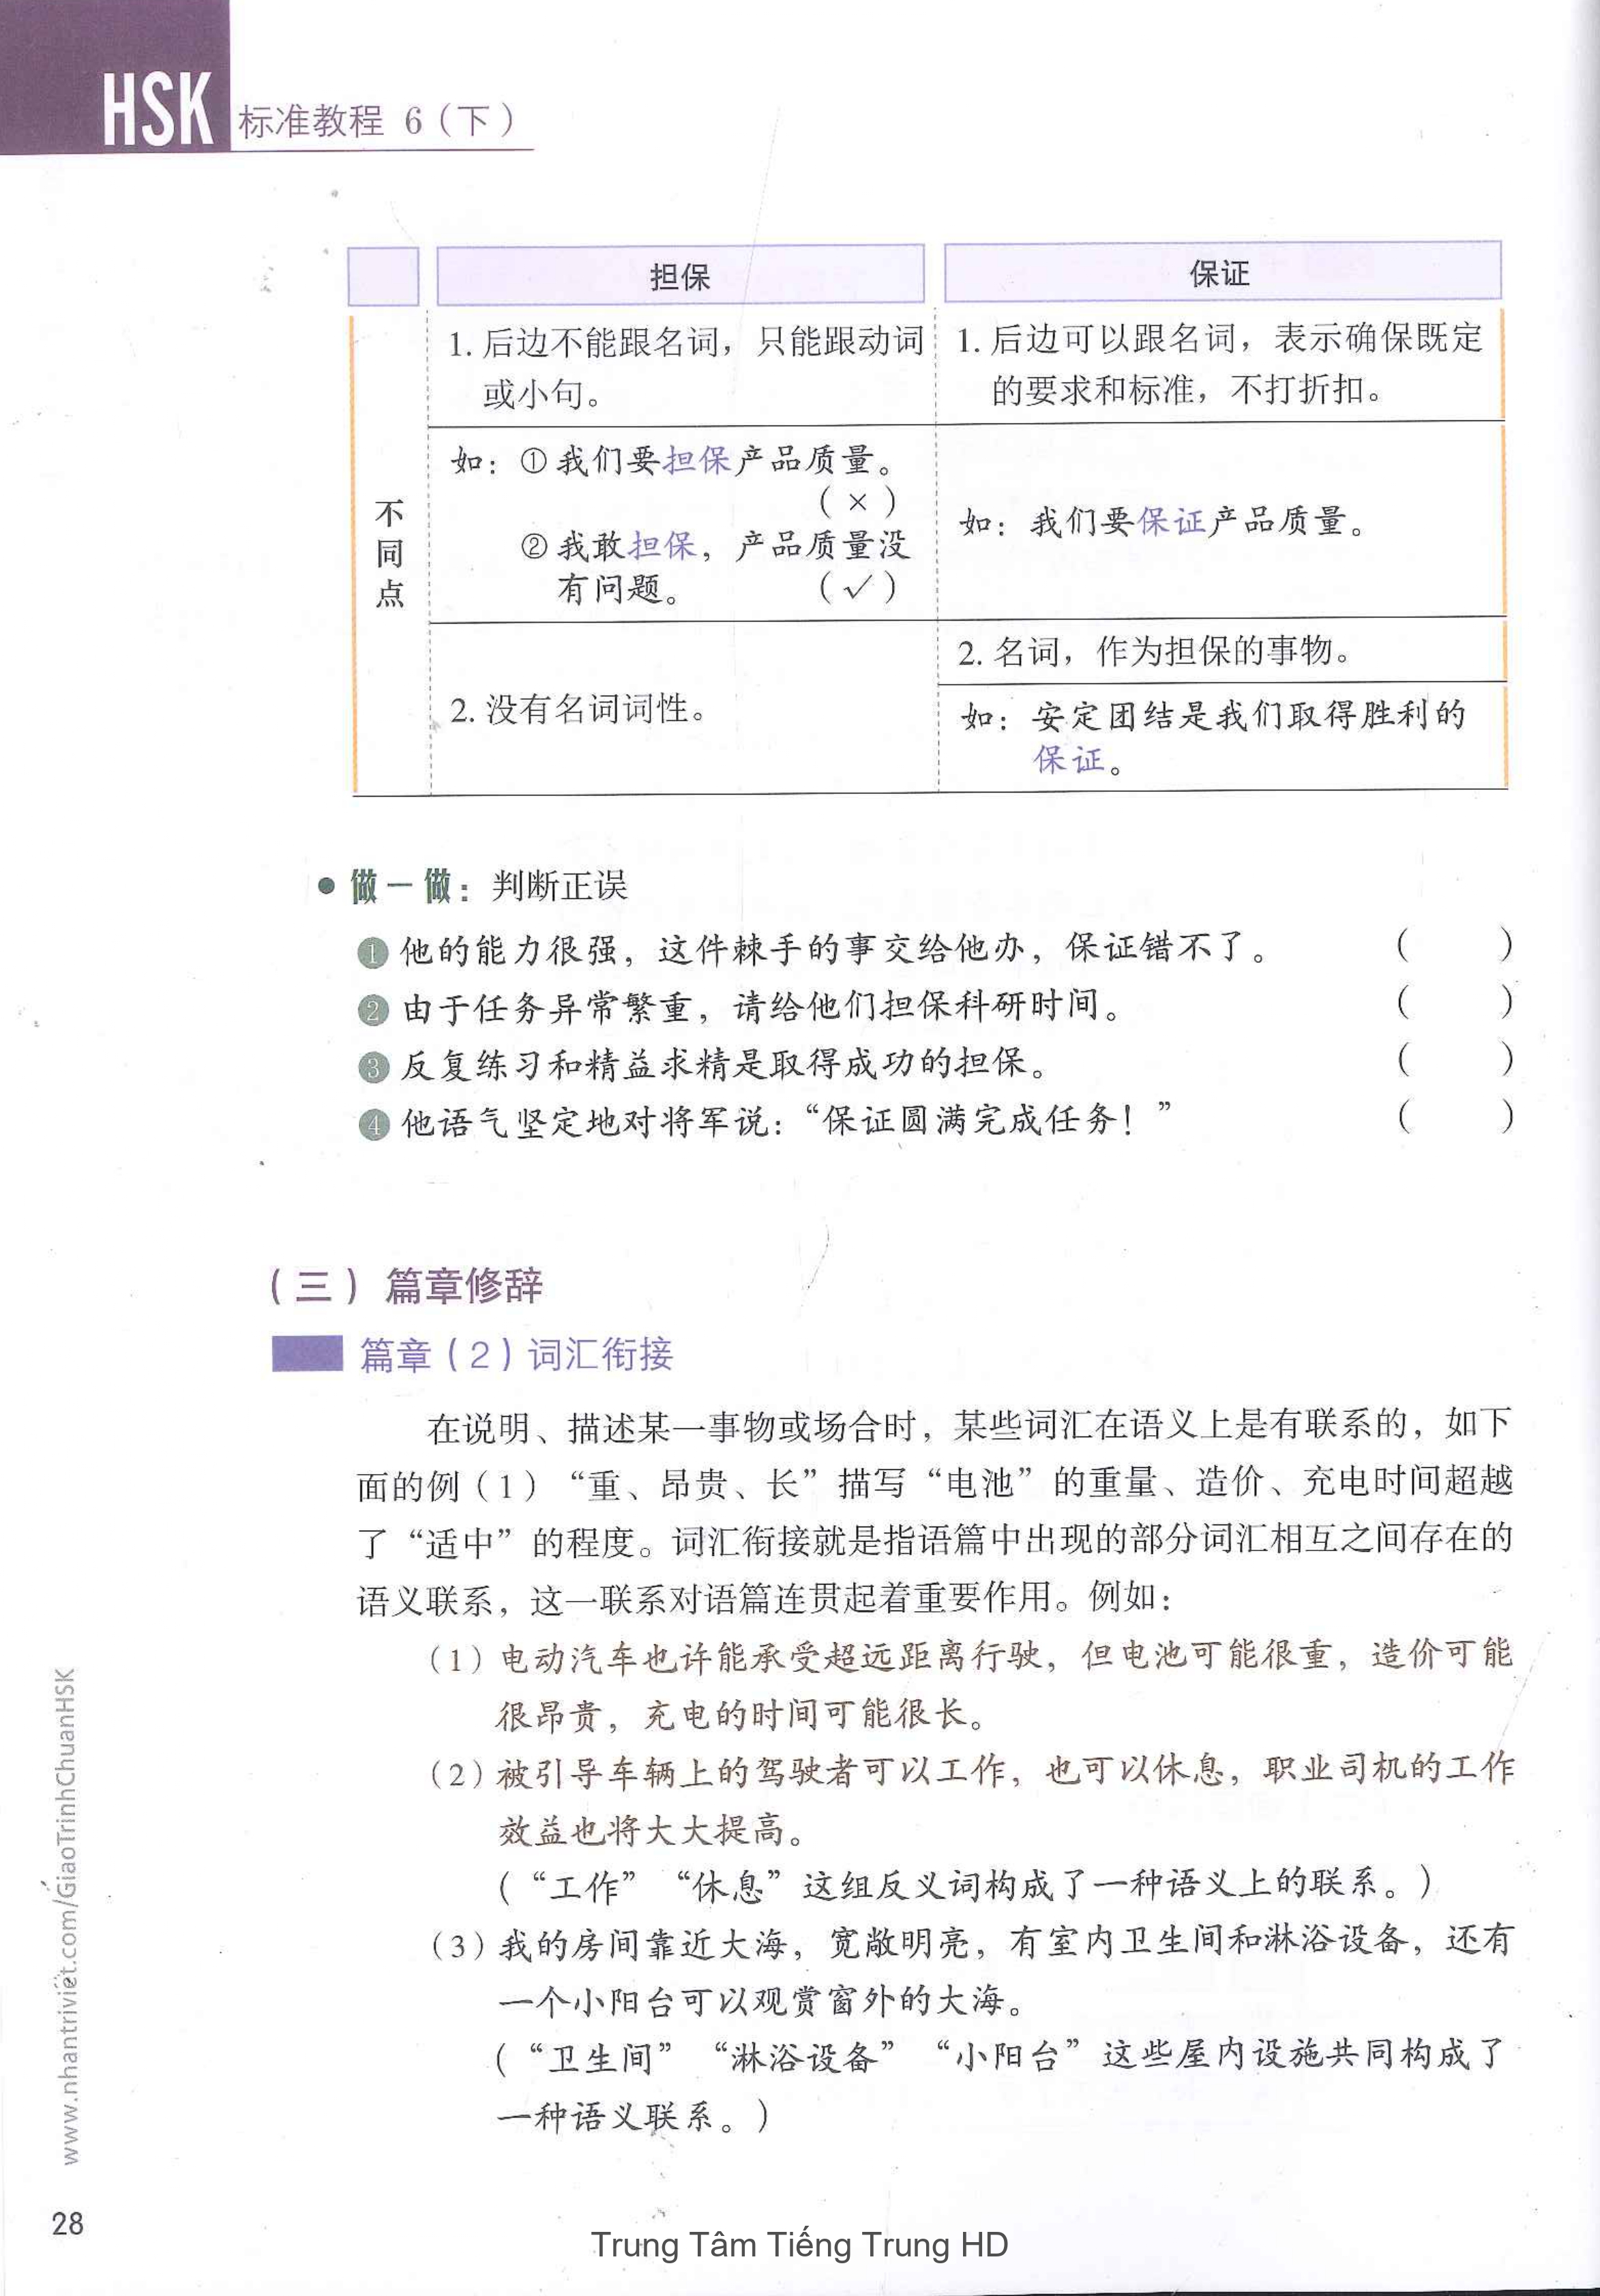 HSK 标准教程 6（下）
担保
保证
不同点
1. 后边不能跟名词，只能跟动词
或小句。
1. 后边可以跟名词，表示确保既定
的要求和标准，不打折扣。
如：①我们要担保产品质量。
（×）
②我敢担保，产品质量没
有问题。（√）
如：我们要保证产品质量。
2. 没有名词词性。
2. 名词，作为担保的事物。
如：安定团结是我们取得胜利的
保证。
● 做一做：判断正误
❶ 他的能力很强，这件棘手的事交给他办，保证错不了。（　　）
❷ 由于任务异常繁重，请给他们担保科研时间。（　　）
❸ 反复练习和精益求精是取得成功的担保。（　　）
❹ 他语气坚定地对将军说：“保证圆满完成任务！”（　　）
（三）篇章修辞
篇章（2）词汇衔接
在说明、描述某一事物或场合时，某些词汇在语义上是有联系的，如下
面的例（1）“重、昂贵、长”描写“电池”的重量、造价、充电时间超越
了“适中”的程度。词汇衔接就是指语篇中出现的部分词汇相互之间存在的
语义联系，这一联系对语篇连贯起着重要作用。例如：
（1）电动汽车也许能承受超远距离行驶，但电池可能很重，造价可能
很昂贵，充电的时间可能很长。
（2）被引导车辆上的驾驶者可以工作，也可以休息，职业司机的工作
效益也将大大提高。
（“工作”“休息”这组反义词构成了一种语义上的联系。）
（3）我的房间靠近大海，宽敞明亮，有室内卫生间和淋浴设备，还有
一个小阳台可以观赏窗外的大海。
（“卫生间”“淋浴设备”“小阳台”这些屋内设施共同构成了
一种语义联系。）
www.nhantriviet.com/GiaoTrinhChuanHSK
28
Trung Tâm Tiếng Trung HD